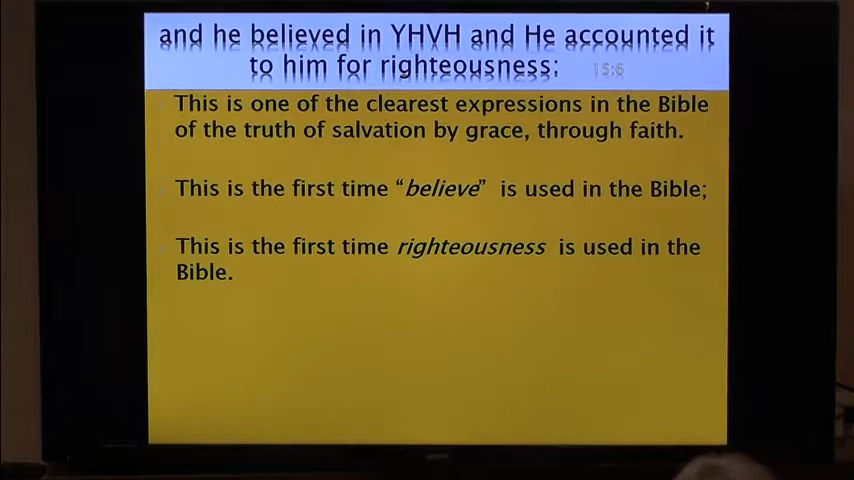 and he believed in YHVH and He accounted it
to him for righteousness: 15:6
This is one of the clearest expressions in the Bible
of the truth of salvation by grace, through faith.
This is the first time “believe” is used in the Bible;
This is the first time righteousness is used in the
Bible.